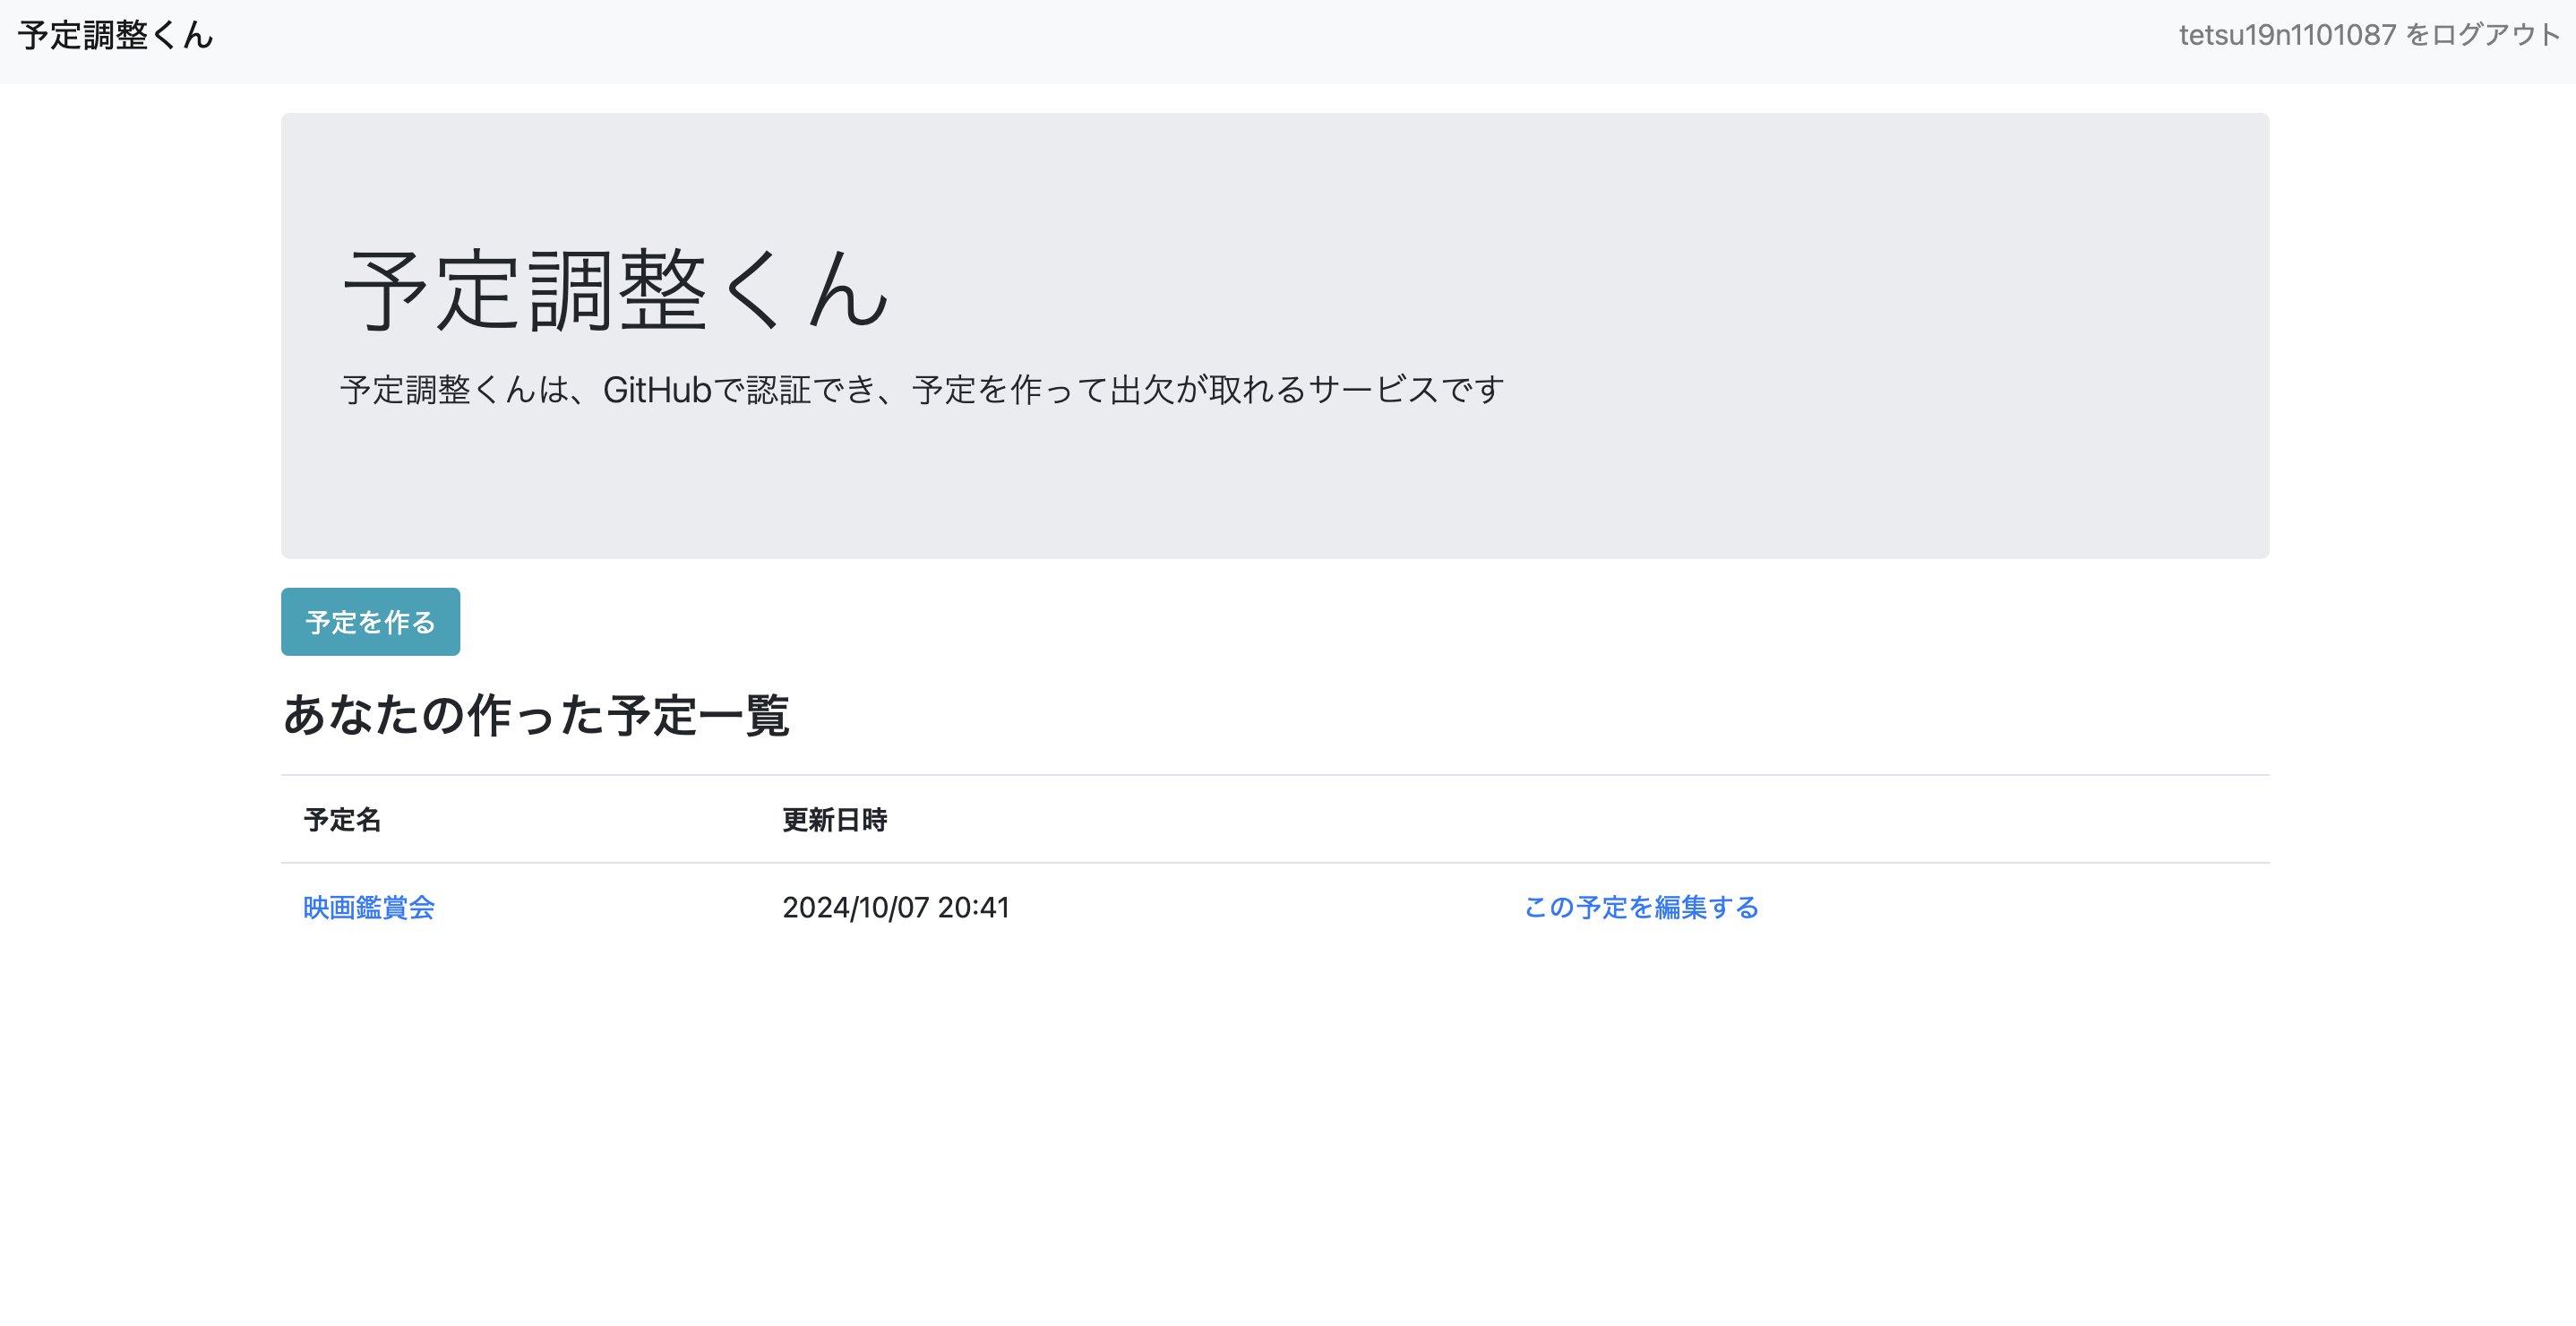 予定調整くん
tetsu19n1101087 をログアウト
予定調整くん
予定調整くんは、GitHubで認証でき、予定を作って出欠が取れるサービスです
予定を作る
あなたの作った予定一覧
予定名 更新日時
映画鑑賞会 2024/10/07 20:41 この予定を編集する